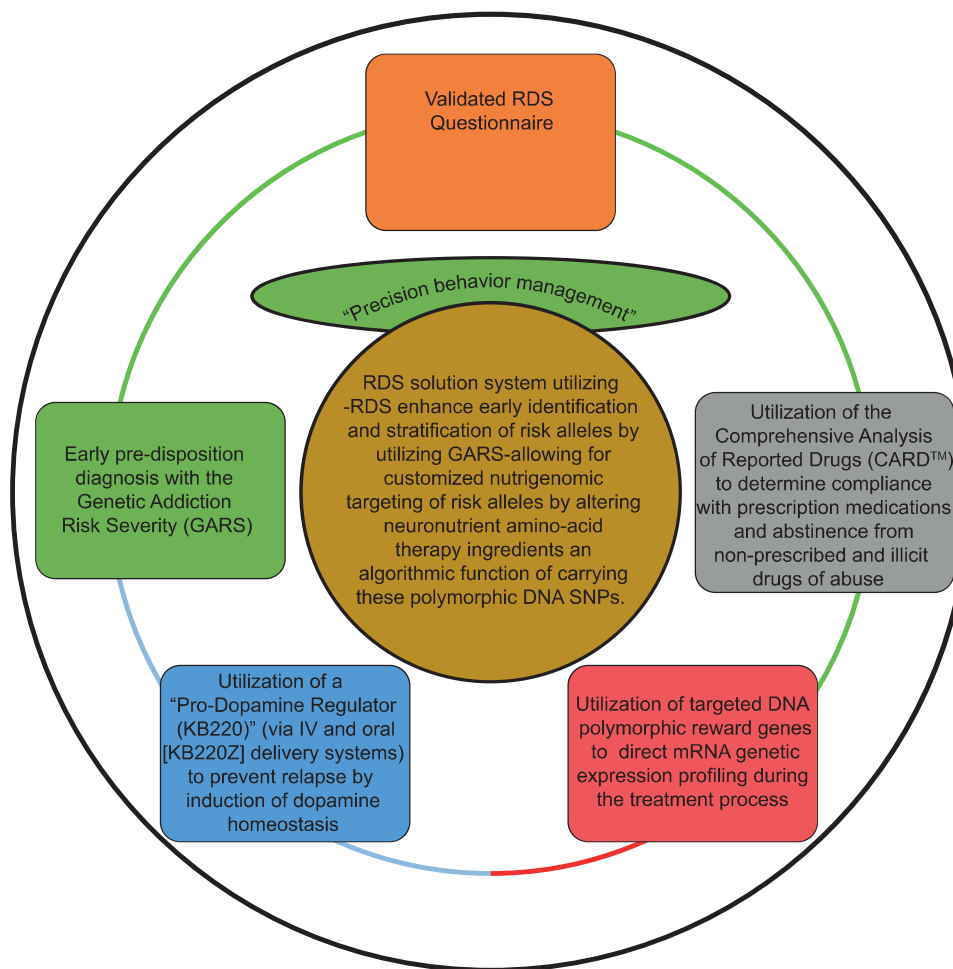 Validated RDS
Questionnaire
“Precision behavior management”
RDS solution system utilizing
-RDS enhance early identification
and stratification of risk alleles by
utilizing GARS-allowing for
customized nutrigenomic
targeting of risk alleles by altering
neuronutrient amino-acid
therapy ingredients an
algorithmic function of carrying
these polymorphic DNA SNPs.
Early pre-disposition
diagnosis with the
Genetic Addiction
Risk Severity (GARS)
Utilization of the
Comprehensive Analysis
of Reported Drugs (CARD™)
to determine compliance
with prescription medications
and abstinence from
non-prescribed and illicit
drugs of abuse
Utilization of a
“Pro-Dopamine Regulator
(KB220)” (via IV and oral
[KB220Z] delivery systems)
to prevent relapse by
induction of dopamine
homeostasis
Utilization of targeted DNA
polymorphic reward genes
to direct mRNA genetic
expression profiling during
the treatment process